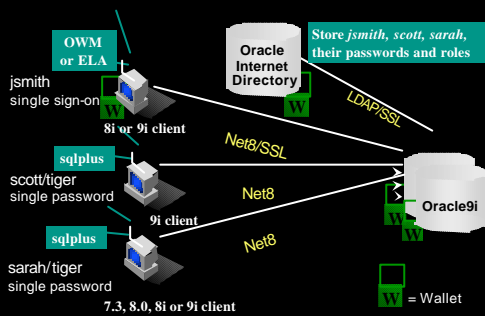 OWM
or ELA
jsmith
single sign-on
W
8i or 9i client
Oracle
Internet
Directory
W
Store jsmith, scott, sarah,
their passwords and roles
LDAP/SSL
Net8/SSL
sqlplus
scott/tiger
single password
9i client
Net8
sqlplus
sarah/tiger
single password
7.3, 8.0, 8i or 9i client
Net8
Oracle9i
W
W
W = Wallet